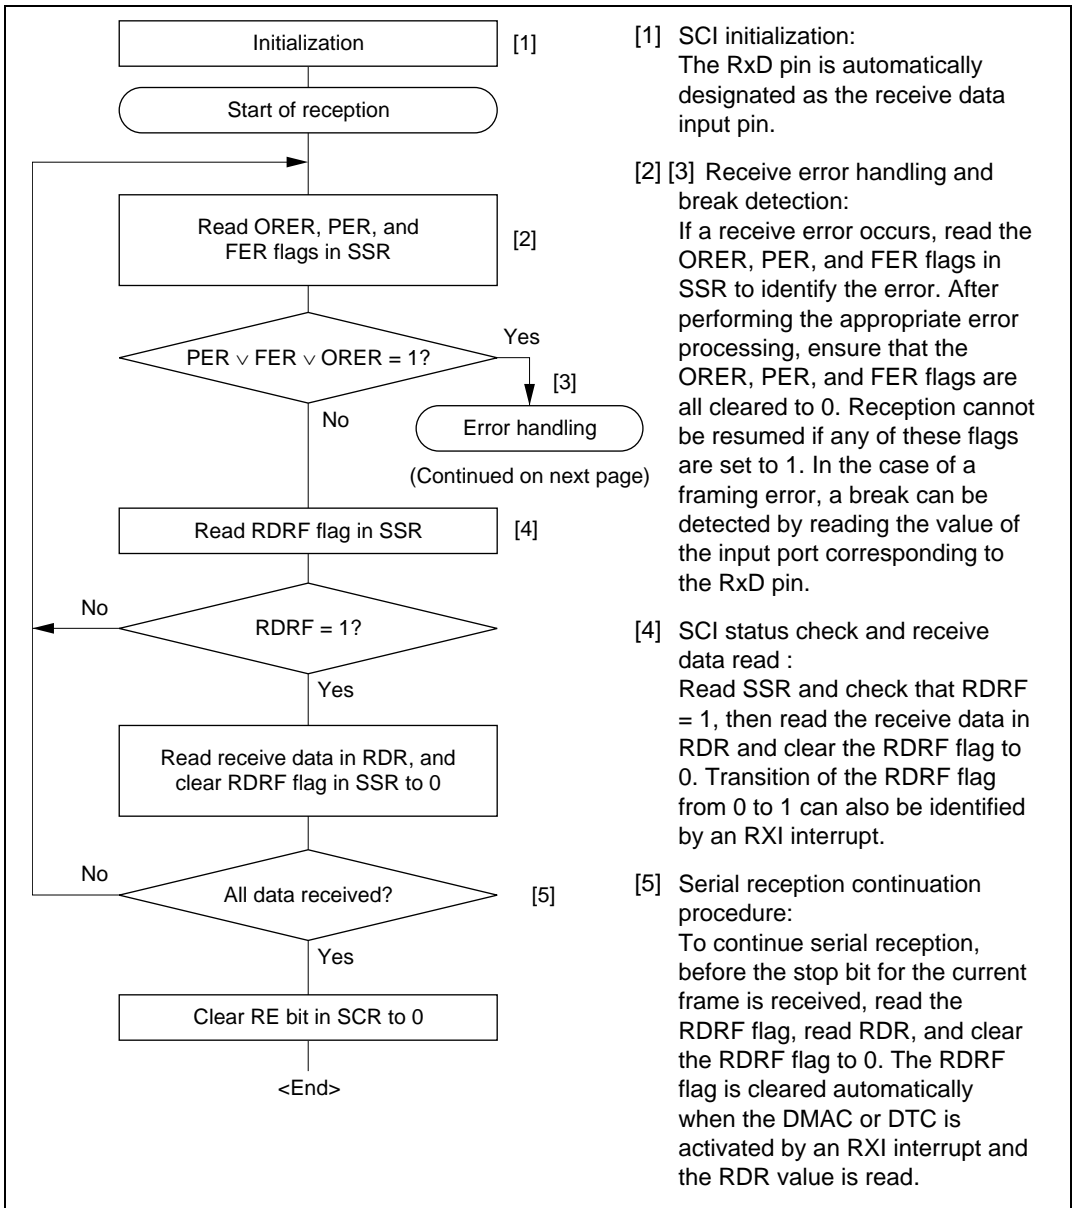 Initialization
[1]
Start of reception
Read ORER, PER, and
FER flags in SSR
[2]
PER ∨ FER ∨ ORER = 1?
Yes
[3]
No
Error handling
(Continued on next page)
Read RDRF flag in SSR
[4]
No
RDRF = 1?
Yes
Read receive data in RDR, and
clear RDRF flag in SSR to 0
No
All data received?
[5]
Yes
Clear RE bit in SCR to 0
<End>
[1] SCI initialization:
The RxD pin is automatically
designated as the receive data
input pin.
[2] [3] Receive error handling and
break detection:
If a receive error occurs, read the
ORER, PER, and FER flags in
SSR to identify the error. After
performing the appropriate error
processing, ensure that the
ORER, PER, and FER flags are
all cleared to 0. Reception cannot
be resumed if any of these flags
are set to 1. In the case of a
framing error, a break can be
detected by reading the value of
the input port corresponding to
the RxD pin.
[4] SCI status check and receive
data read :
Read SSR and check that RDRF
= 1, then read the receive data in
RDR and clear the RDRF flag to
0. Transition of the RDRF flag
from 0 to 1 can also be identified
by an RXI interrupt.
[5] Serial reception continuation
procedure:
To continue serial reception,
before the stop bit for the current
frame is received, read the
RDRF flag, read RDR, and clear
the RDRF flag to 0. The RDRF
flag is cleared automatically
when the DMAC or DTC is
activated by an RXI interrupt and
the RDR value is read.